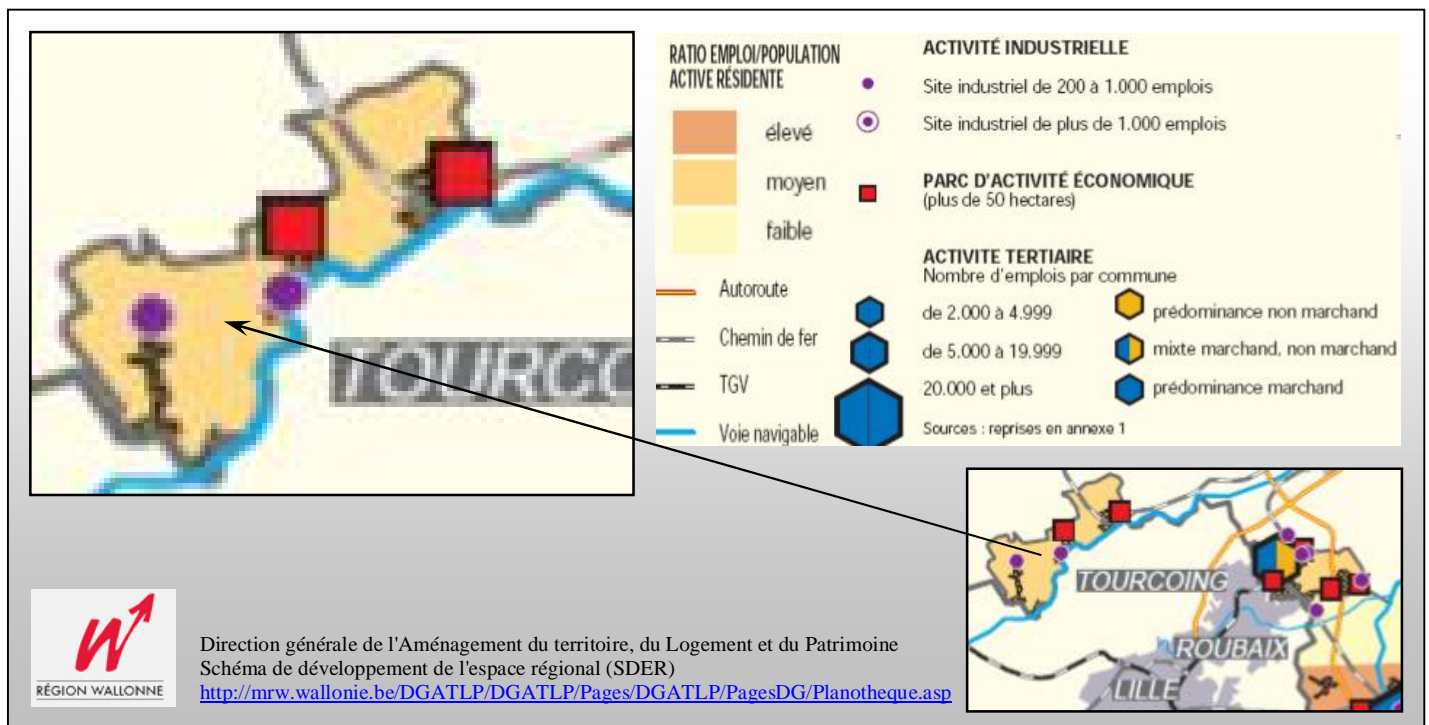 TOURCO
RATIO EMPLOI/POPULATION
ACTIVE RÉSIDENTE
élevé
moyen
faible
Autoroute
Chemin de fer
TGV
Voie navigable
ACTIVITÉ INDUSTRIELLE
Site industriel de 200 à 1.000 emplois
Site industriel de plus de 1.000 emplois
PARC D'ACTIVITÉ ÉCONOMIQUE
(plus de 50 hectares)
ACTIVITE TERTIAIRE
Nombre d'emplois par commune
de 2.000 à 4.999
prédominance non marchand
de 5.000 à 19.999
mixte marchand, non marchand
20.000 et plus
prédominance marchand
Sources : reprises en annexe 1
TOURCOING
ROUBAIX
LILLE
RÉGION WALLONNE
Direction générale de l'Aménagement du territoire, du Logement et du Patrimoine
Schéma de développement de l'espace régional (SDER)
http://mrw.wallonie.be/DGATLP/DGATLP/Pages/DGATLP/PagesDG/Planotheque.asp